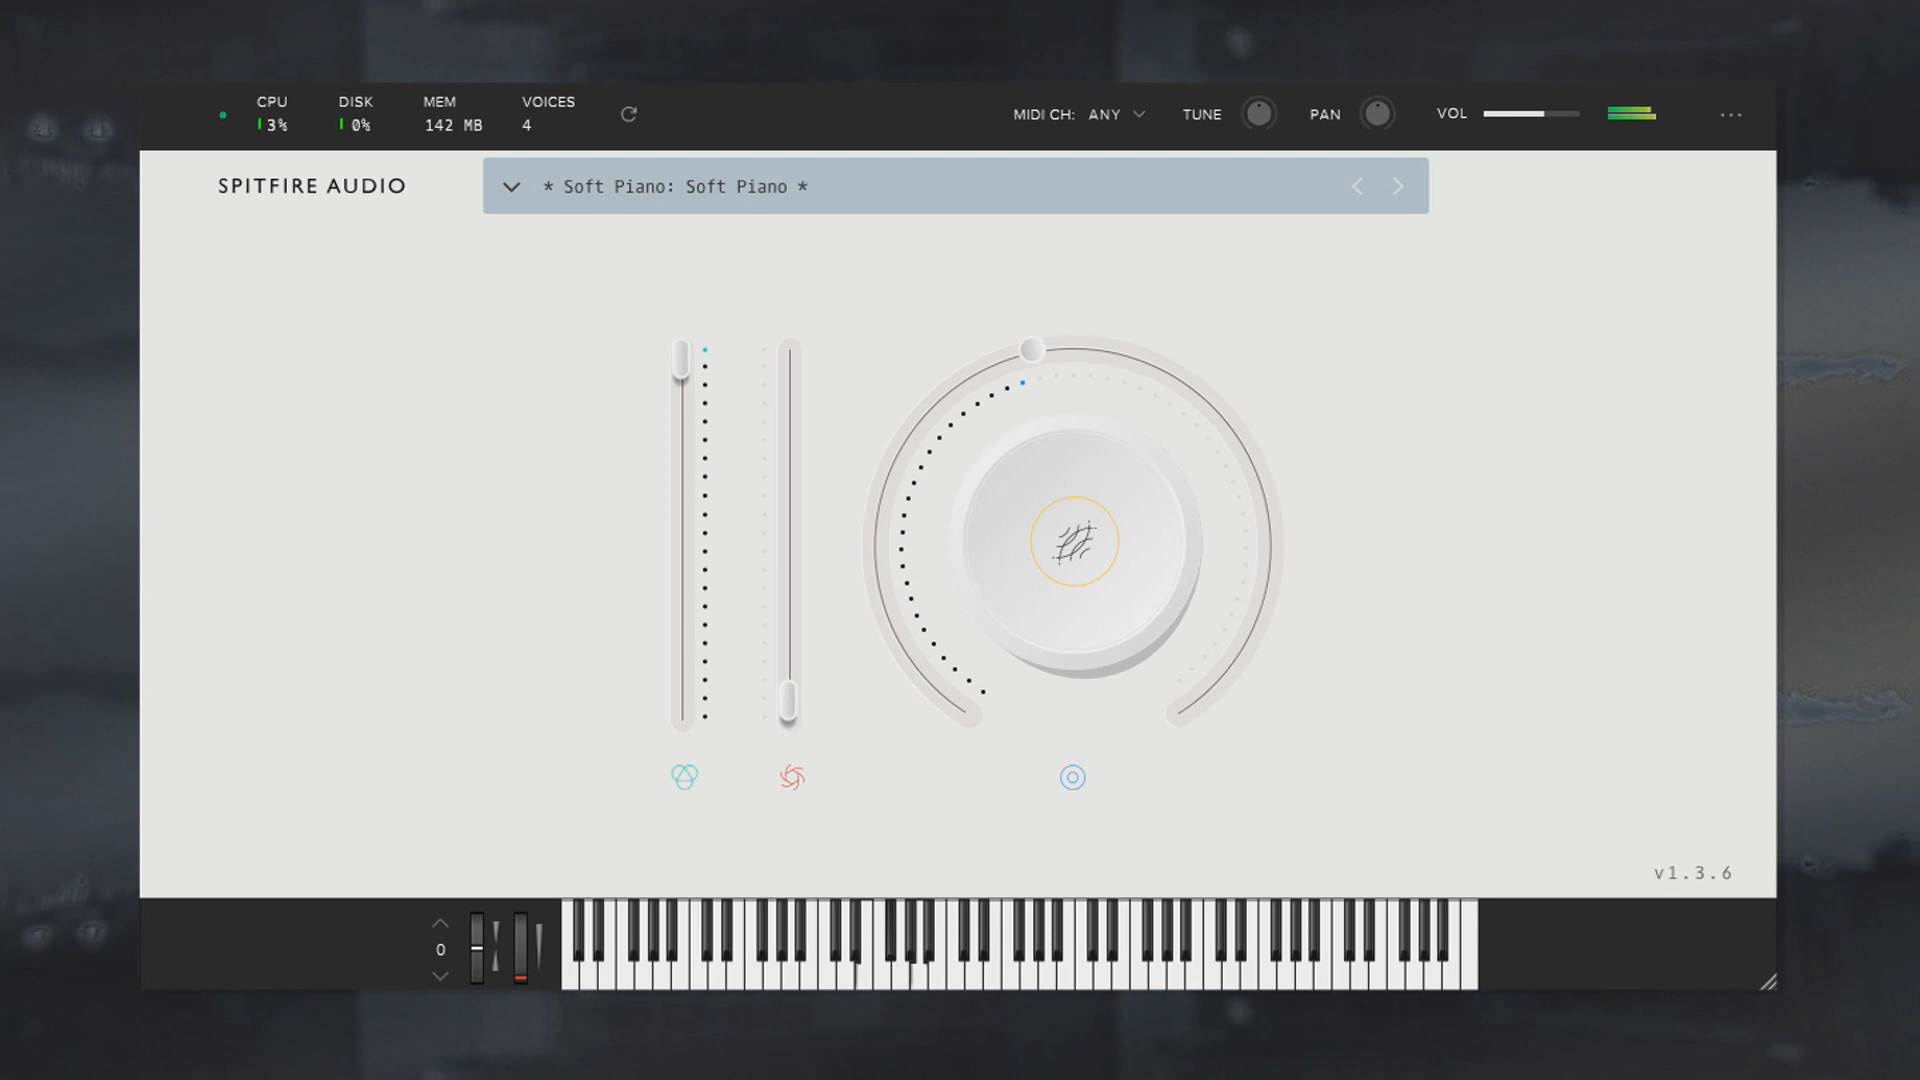 CPU
3%
DISK
0%
MEM
142 MB
VOICES
4
MIDI CH: ANY
TUNE
PAN
VOL
SPITFIRE AUDIO
* Soft Piano: Soft Piano *
v1.3.6
0